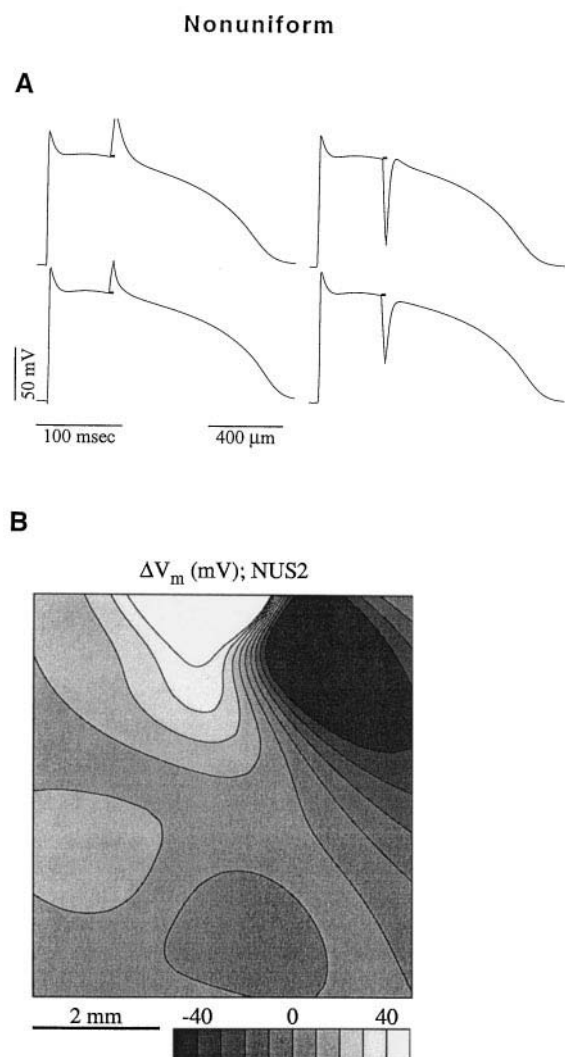 Nonuniform
A
50 mV
100 msec 400 μm
B
ΔVm (mV); NUS2
2 mm -40 0 40